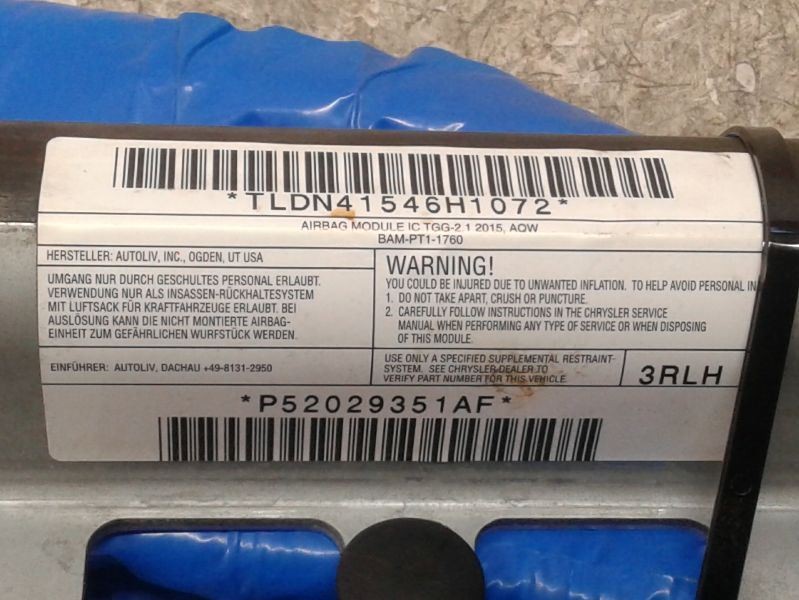 *TLDN41546H1072*
AIRBAG MODULE IC TGG-2.1 2015, AQW
BAM-PT1-1760
HERSTELLER: AUTOLIV, INC., OGDEN, UT USA
UMGANG NUR DURCH GESCHULTES PERSONAL ERLAUBT.
VERWENDUNG NUR ALS INSASSEN-RÜCKHALTESYSTEM
MIT LUFTSACK FÜR KRAFTFAHRZEUGE ERLAUBT. BEI
AUSLÖSUNG KANN DIE NICHT MONTIERTE AIRBAG-
EINHEIT ZUM GEFÄHRLICHEN WURFSTÜCK WERDEN.
EINFÜHRER: AUTOLIV, DACHAU +49-8131-2950
WARNING!
YOU COULD BE INJURED DUE TO UNWANTED INFLATION. TO HELP AVOID PERSONAL IN
1. DO NOT TAKE APART, CRUSH OR PUNCTURE.
2. CAREFULLY FOLLOW INSTRUCTIONS IN THE CHRYSLER SERVICE
MANUAL WHEN PERFORMING ANY TYPE OF SERVICE OR WHEN DISPOSING
OF THIS MODULE.
USE ONLY A SPECIFIED SUPPLEMENTAL RESTRAINT-
SYSTEM. SEE CHRYSLER DEALER TO
VERIFY PART NUMBER FOR THIS VEHICLE.
3RLH
*P52029351AF*